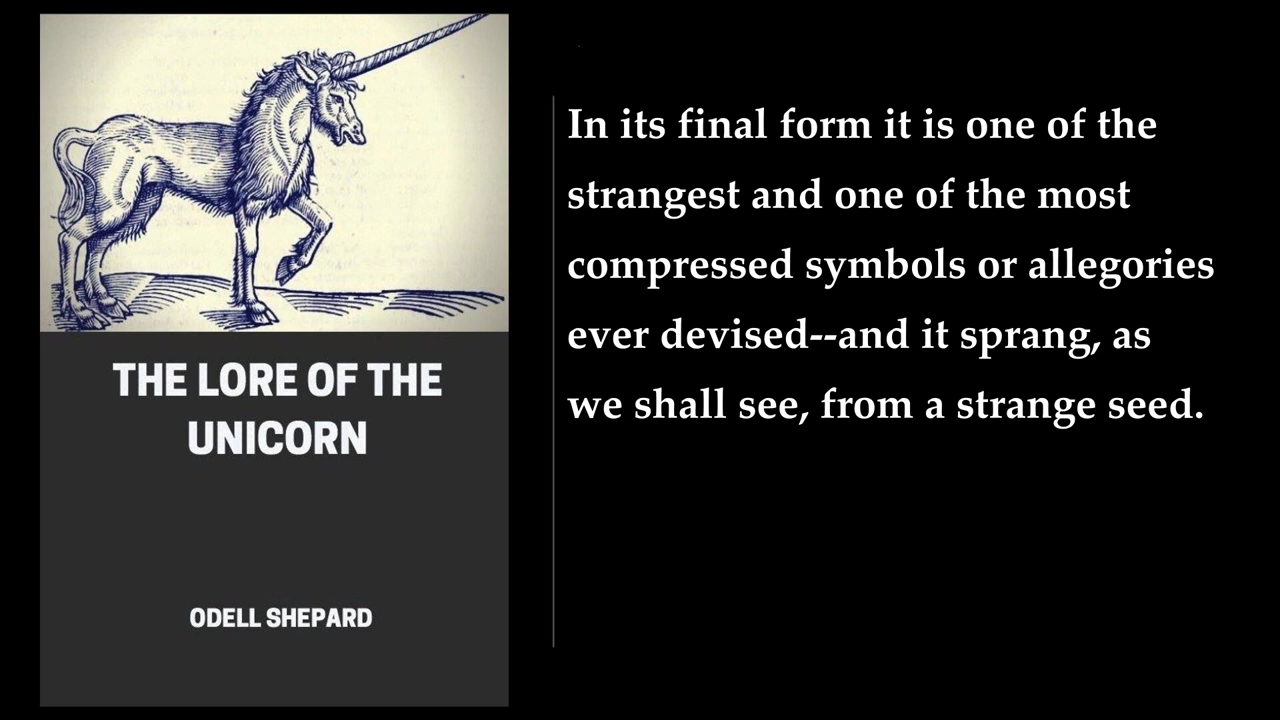 THE LORE OF THE
UNICORN
ODELL SHEPARD
In its final form it is one of the
strangest and one of the most
compressed symbols or allegories
ever devised--and it sprang, as
we shall see, from a strange seed.